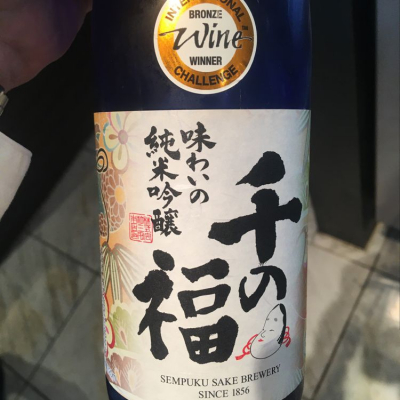 INTERNATIONAL
BRONZE
Wine
WINNER
CHALLENGE
味わいの
純米吟醸
千の福
SEMPUKU SAKE BREWERY
SINCE 1856